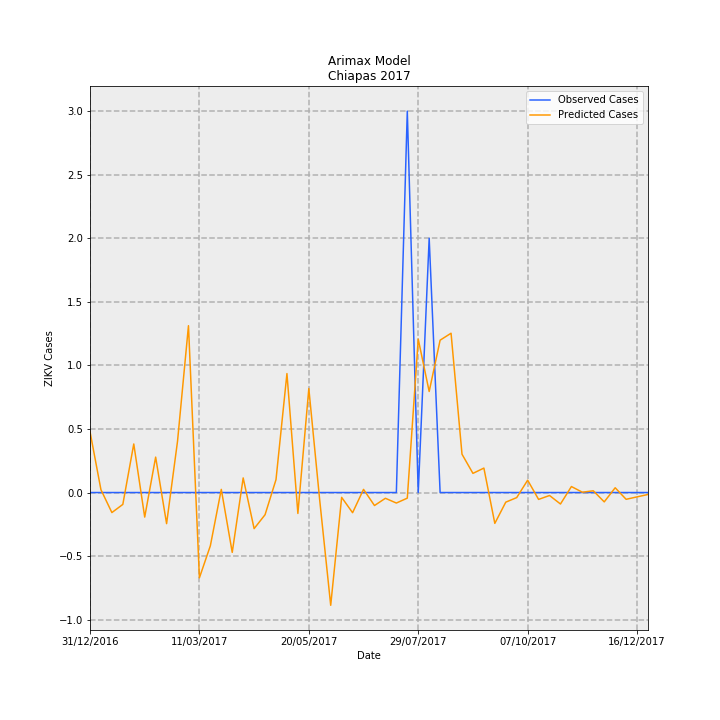 Arimax Model
Chiapas 2017
Observed Cases
Predicted Cases
3.0
2.5
2.0
1.5
1.0
0.5
0.0
−0.5
−1.0
ZIKV Cases
31/12/2016 11/03/2017 20/05/2017 29/07/2017 07/10/2017 16/12/2017
Date